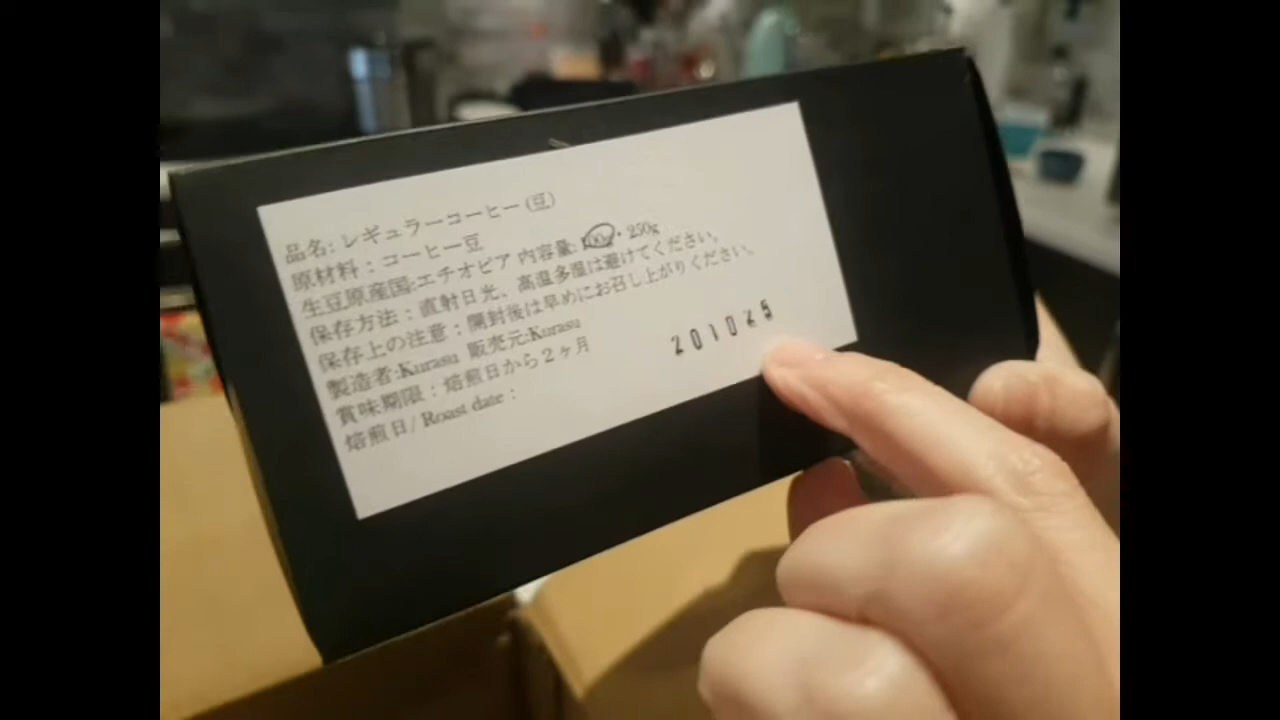 品名: レギュラーコーヒー (豆)
原材料：コーヒー豆
生豆原産国:エチオピア 内容量: 100g・250g
保存方法：直射日光、高温多湿は避けてください。
保存上の注意：開封後は早めにお召し上がりください。
製造者:Kurasu 販売元:Kurasu
賞味期限：焙煎日から２ヶ月
焙煎日/ Roast date：
201025